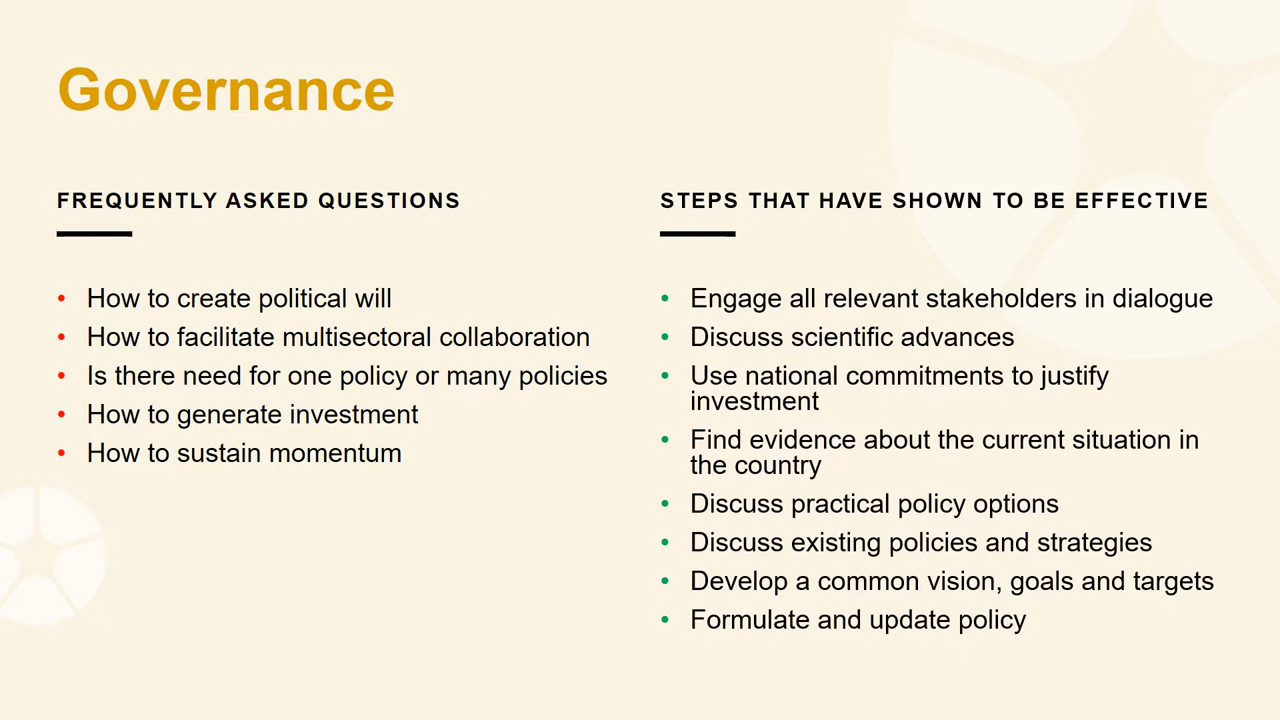 Governance
FREQUENTLY ASKED QUESTIONS
• How to create political will
• How to facilitate multisectoral collaboration
• Is there need for one policy or many policies
• How to generate investment
• How to sustain momentum
STEPS THAT HAVE SHOWN TO BE EFFECTIVE
• Engage all relevant stakeholders in dialogue
• Discuss scientific advances
• Use national commitments to justify
investment
• Find evidence about the current situation in
the country
• Discuss practical policy options
• Discuss existing policies and strategies
• Develop a common vision, goals and targets
• Formulate and update policy